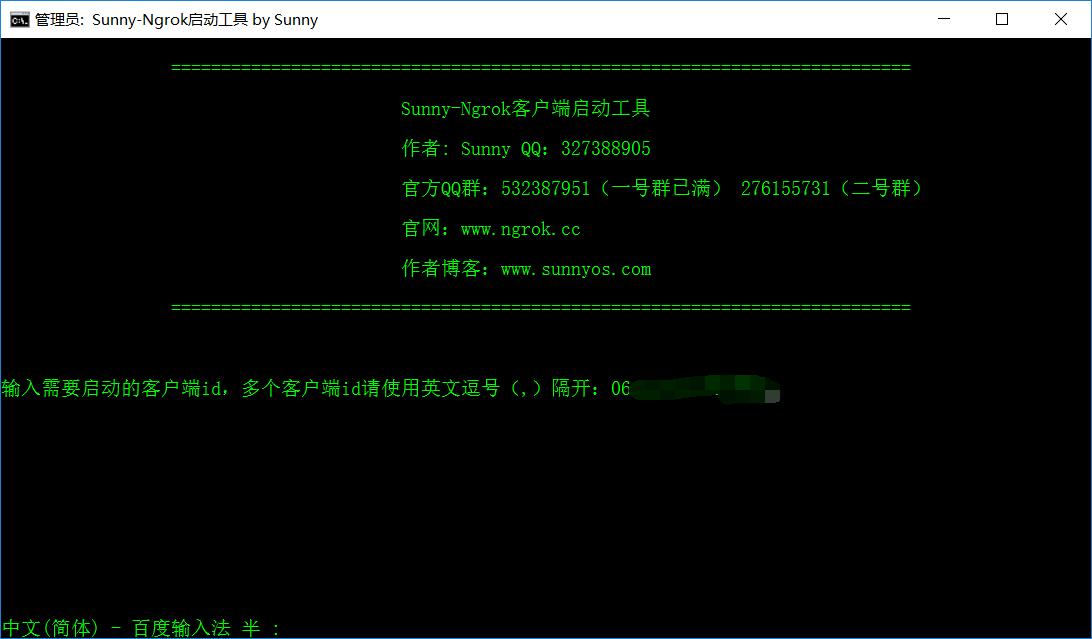 管理员: Sunny-Ngrok启动工具 by Sunny
==========================================================================
Sunny-Ngrok客户端启动工具
作者: Sunny QQ：327388905
官方QQ群：532387951（一号群已满） 276155731（二号群）
官网：www.ngrok.cc
作者博客：www.sunnyos.com
==========================================================================
输入需要启动的客户端id，多个客户端id请使用英文逗号（,）隔开：06
中文(简体) - 百度输入法 半 :